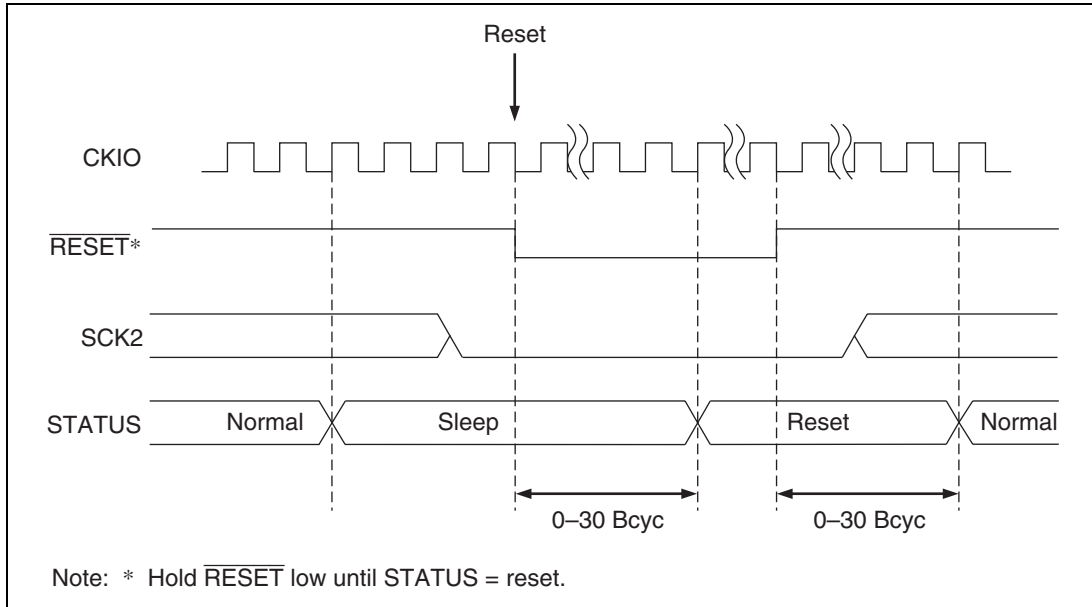 Reset
CKIO
RESET*
SCK2
STATUS Normal Sleep Reset Normal
0–30 Bcyc 0–30 Bcyc
Note: * Hold RESET low until STATUS = reset.